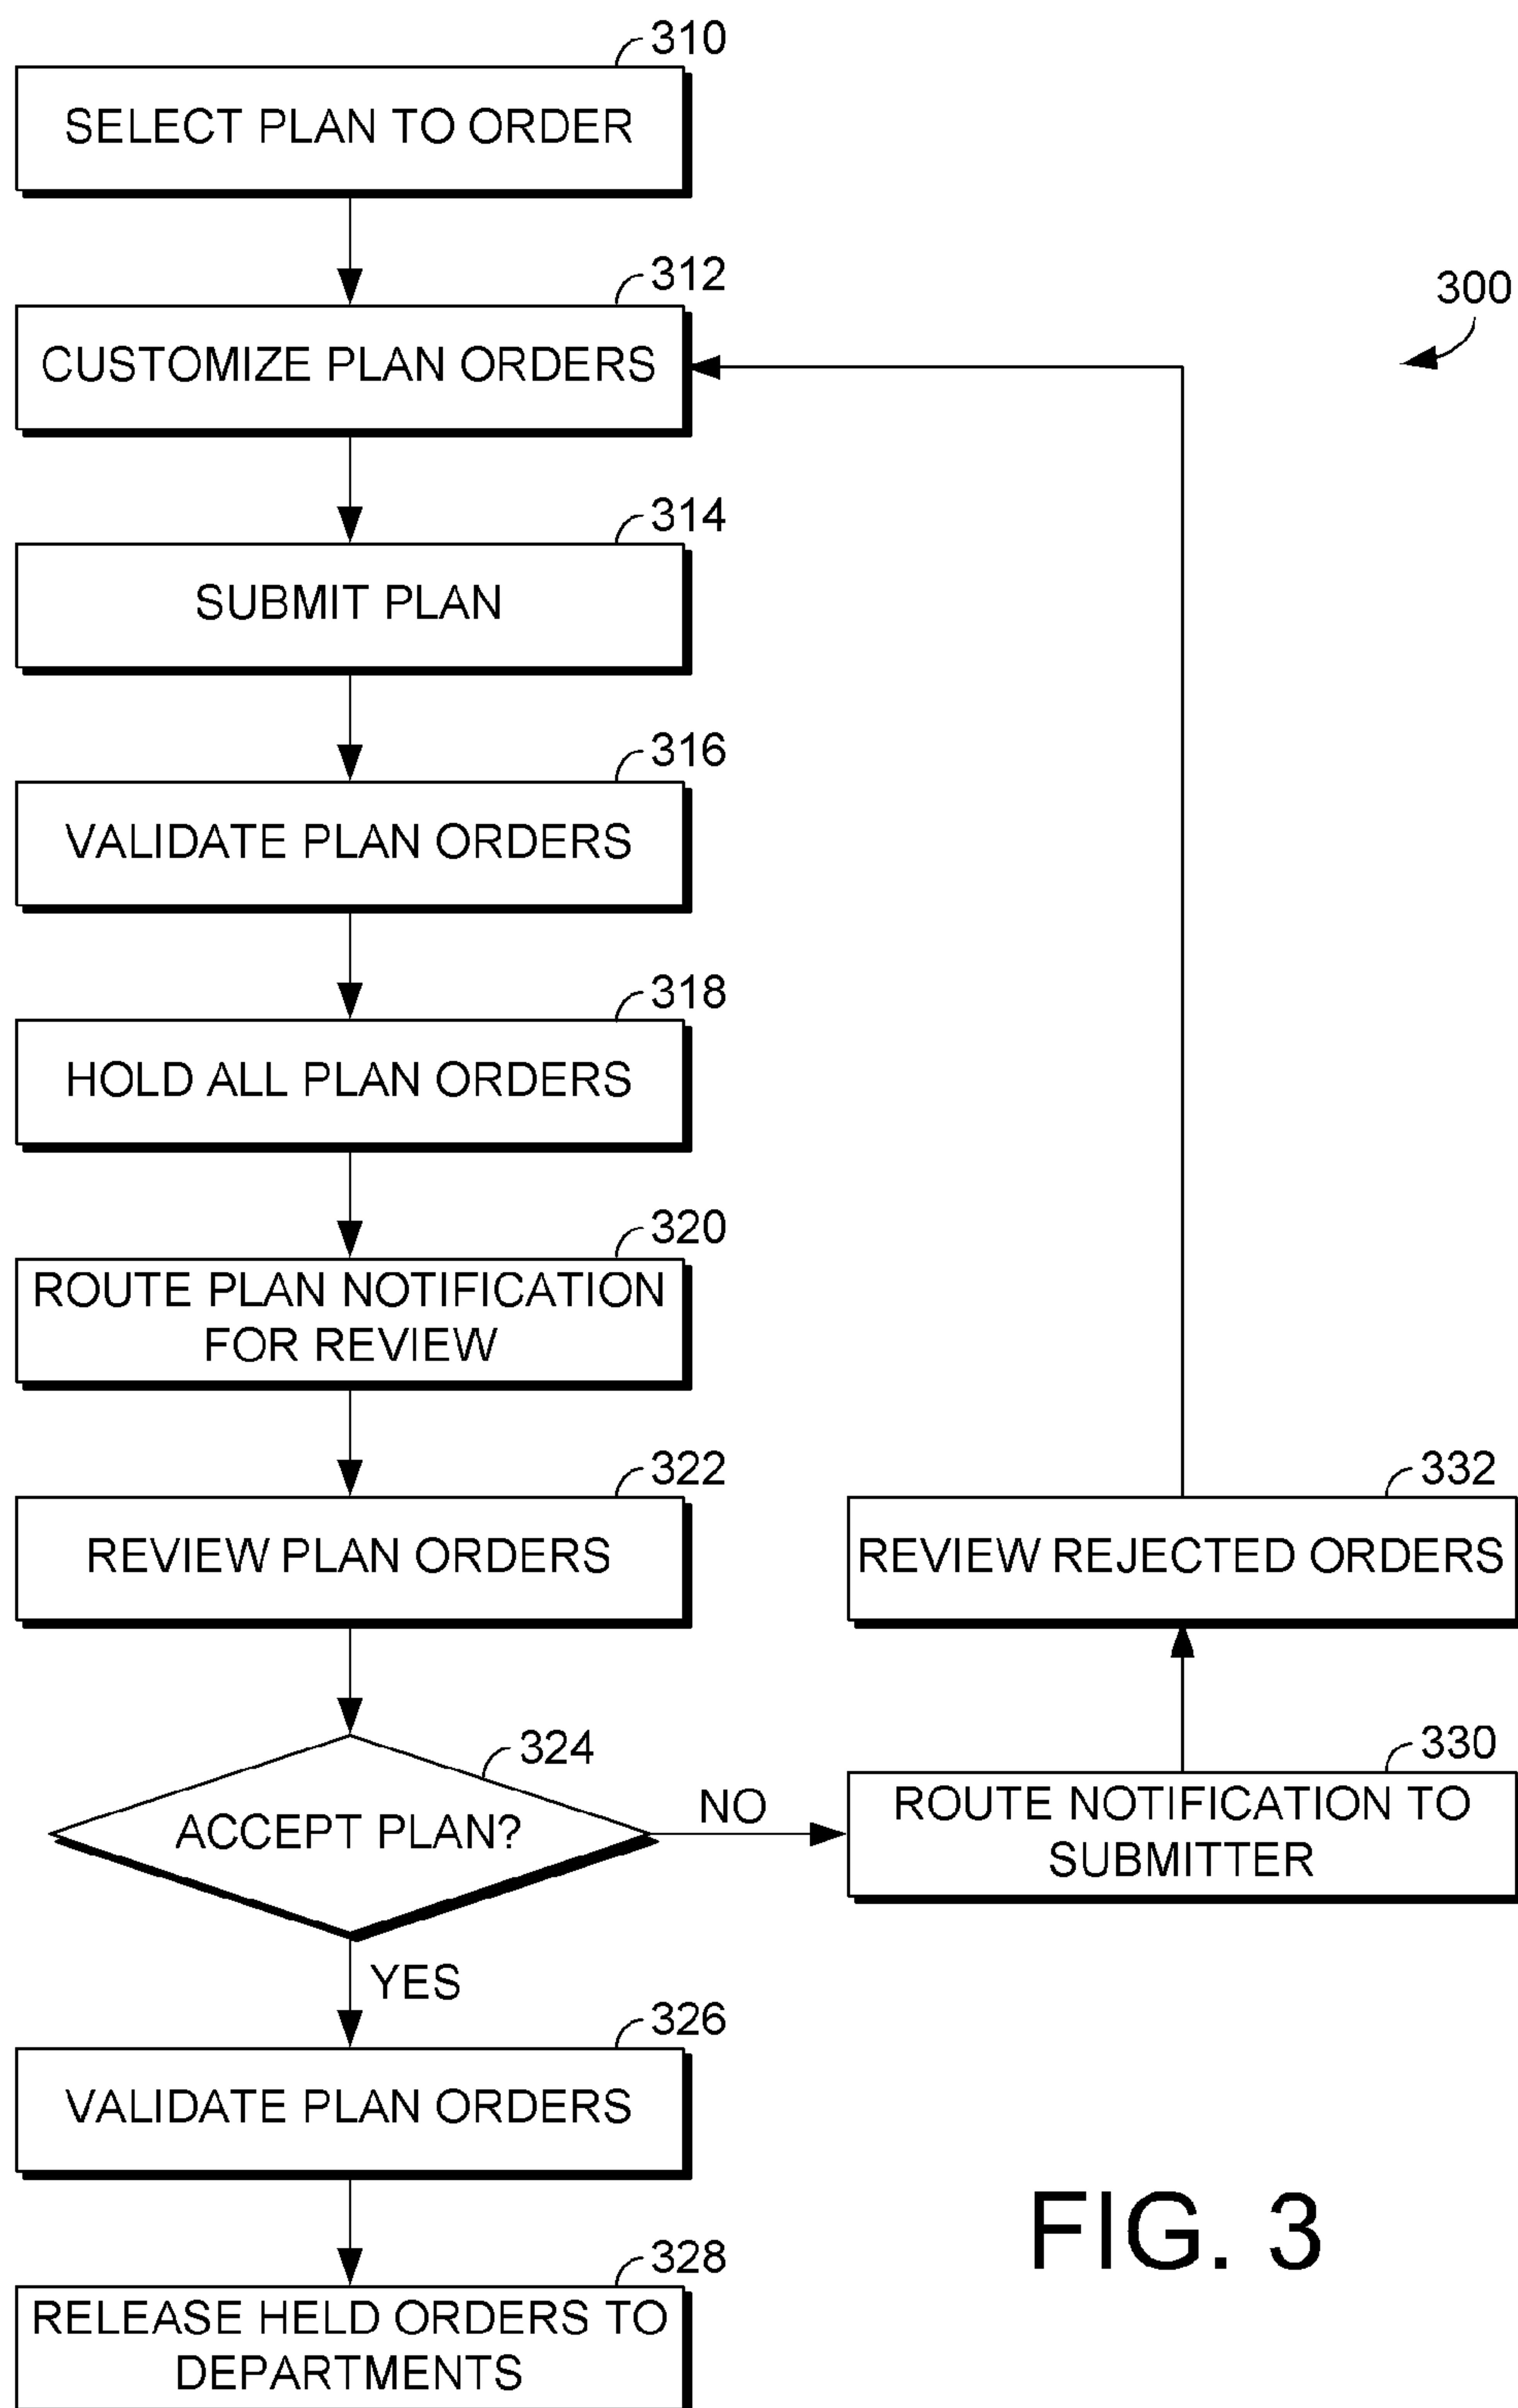 310
SELECT PLAN TO ORDER
312
300
CUSTOMIZE PLAN ORDERS
314
SUBMIT PLAN
316
VALIDATE PLAN ORDERS
318
HOLD ALL PLAN ORDERS
320
ROUTE PLAN NOTIFICATION
FOR REVIEW
322
REVIEW PLAN ORDERS
332
REVIEW REJECTED ORDERS
324
ACCEPT PLAN?
NO
330
ROUTE NOTIFICATION TO
SUBMITTER
YES
326
VALIDATE PLAN ORDERS
328
RELEASE HELD ORDERS TO
DEPARTMENTS
FIG. 3